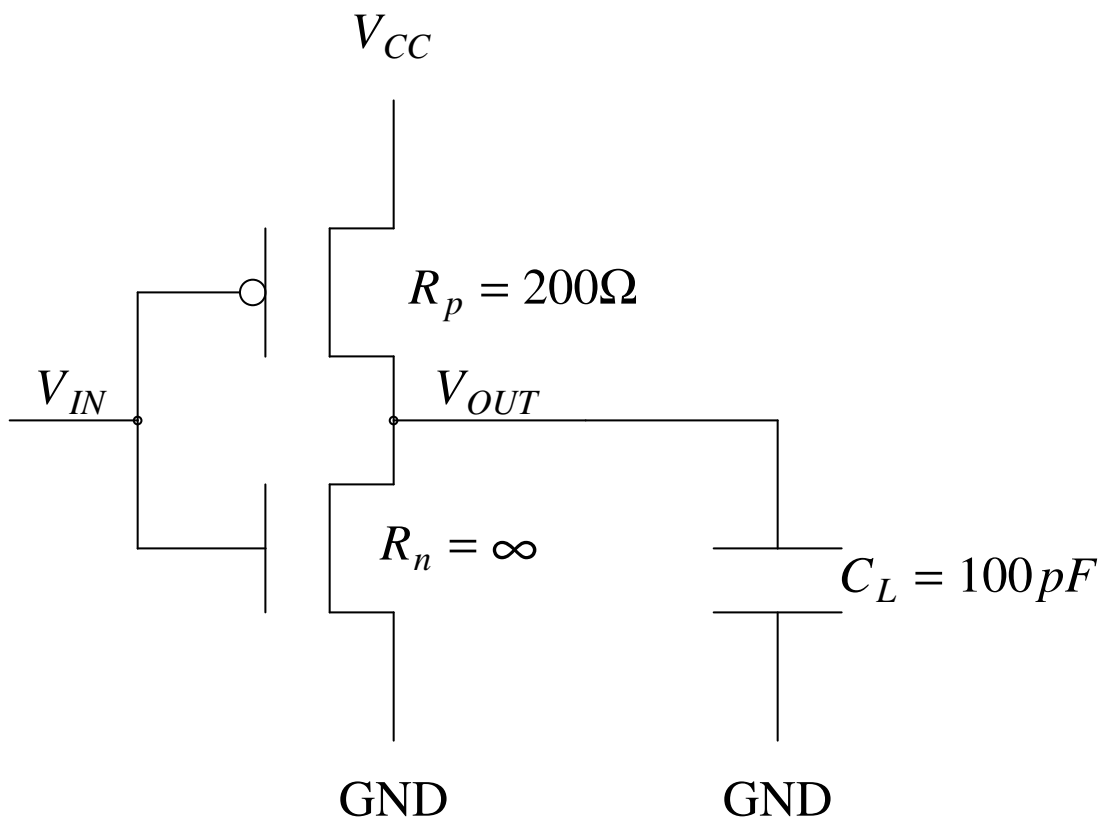 V_CC
R_p = 200Ω
V_IN
V_OUT
R_n = ∞
C_L = 100pF
GND
GND